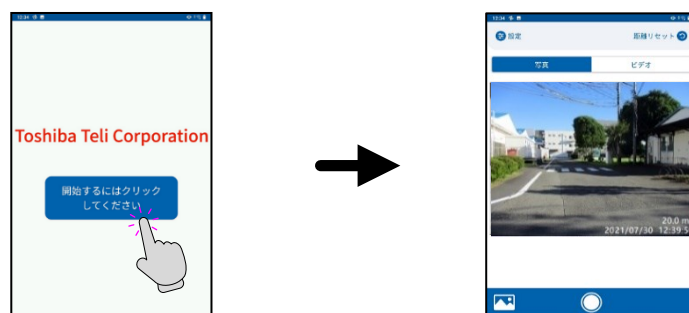 Toshiba Teli Corporation
開始するにはクリック
してください
設定
距離リセット
写真
ビデオ
20.0 m
2021/07/30 12:39:5